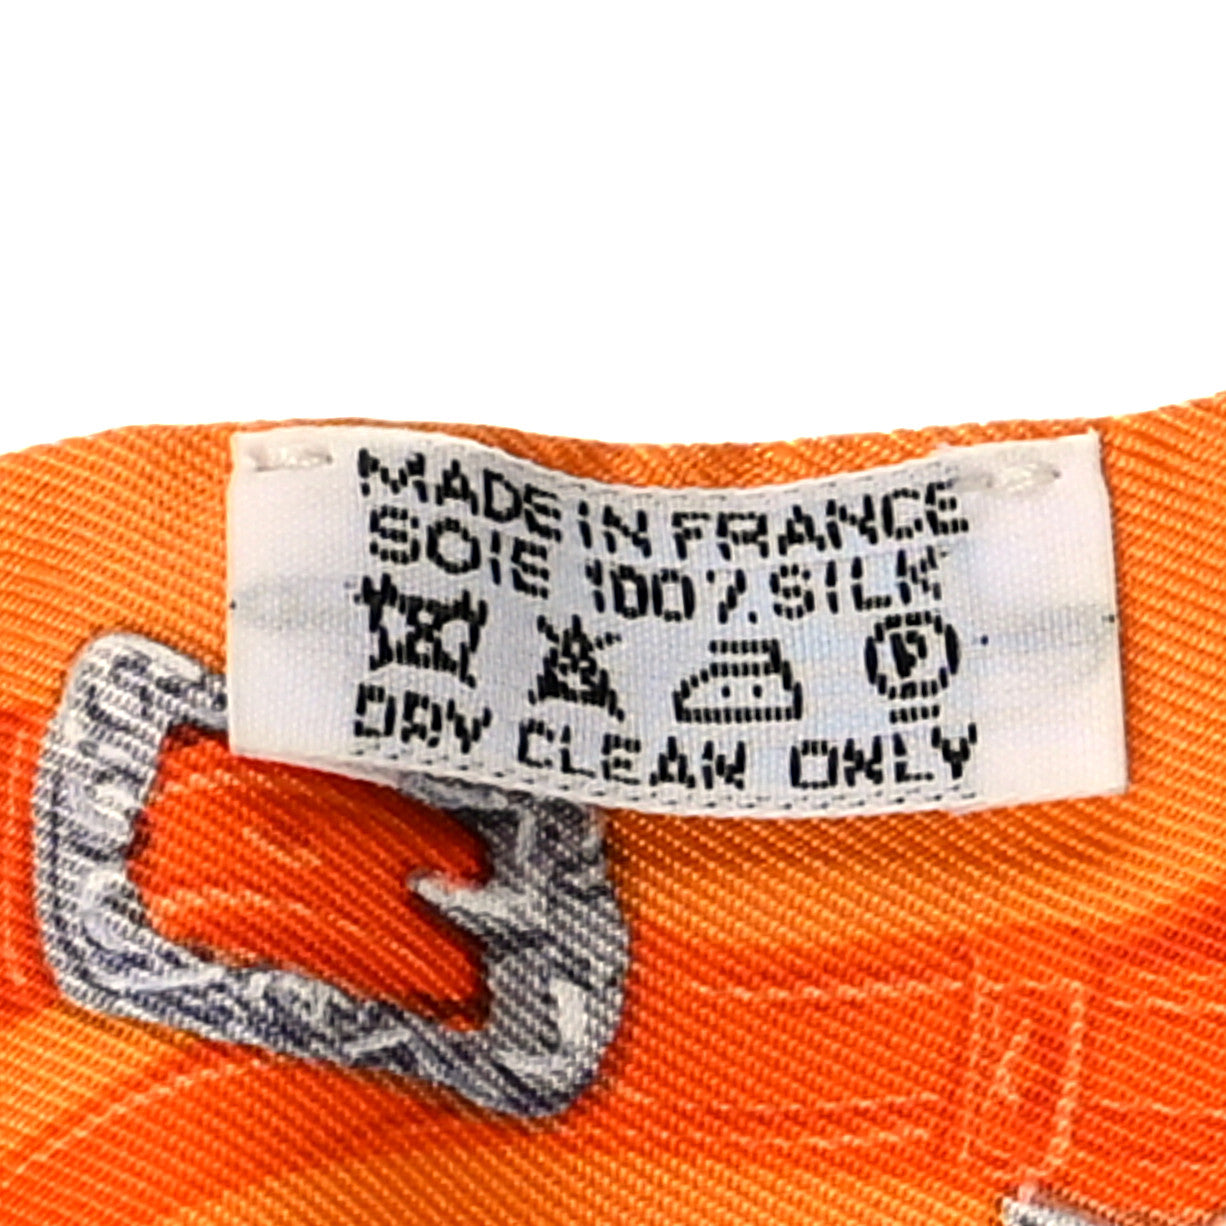 MADE IN FRANCE
SOIE 100% SILK
P
DRY CLEAN ONLY